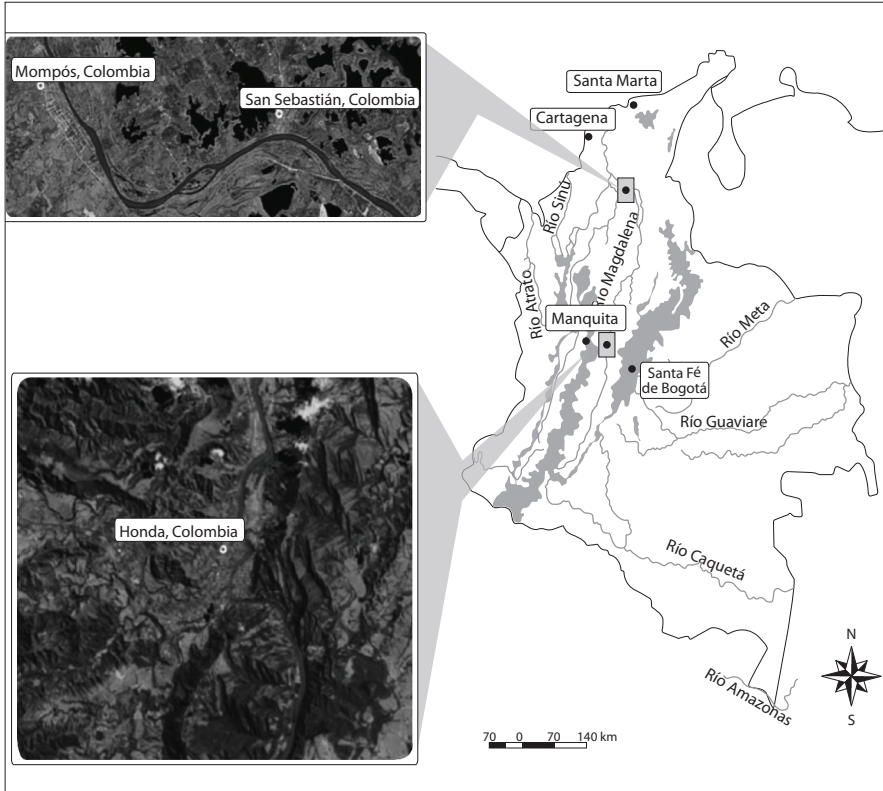 Mompós, Colombia
San Sebastián, Colombia
Santa Marta
Cartagena
Río Sinú
Río Magdalena
Río Atrato
Manquita
Río Meta
Santa Fé
de Bogotá
Río Guaviare
Honda, Colombia
Río Caquetá
Río Amazonas
N
S
70 0 70 140 km